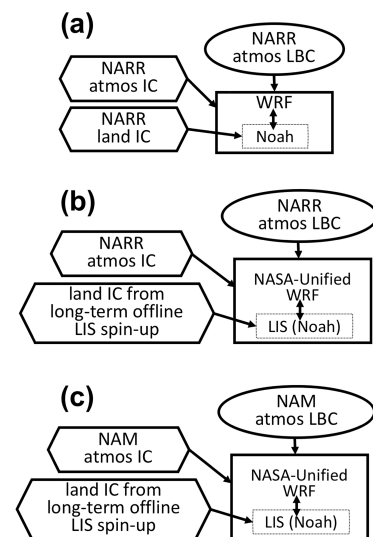 (a)
NARR
atmos LBC
NARR
atmos IC
WRF
NARR
land IC
Noah
(b)
NARR
atmos LBC
NARR
atmos IC
NASA-Unified
WRF
land IC from
long-term offline
LIS spin-up
LIS (Noah)
(c)
NAM
atmos LBC
NAM
atmos IC
NASA-Unified
WRF
land IC from
long-term offline
LIS spin-up
LIS (Noah)